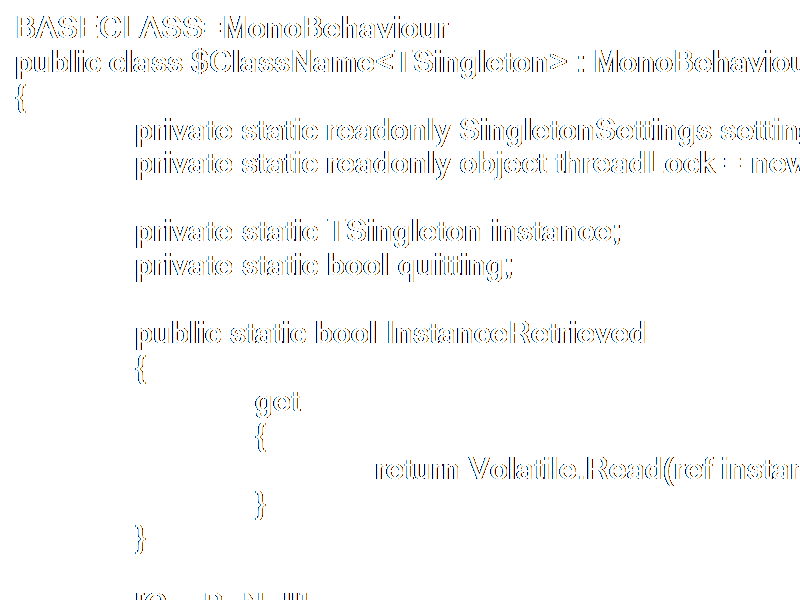 BASECLASS=MonoBehaviour
public class $ClassName<TSingleton> : MonoBehaviou
{
private static readonly SingletonSettings setting
private static readonly object threadLock = new
private static TSingleton instance;
private static bool quitting;
public static bool InstanceRetrieved
{
get
{
return Volatile.Read(ref instan
}
}